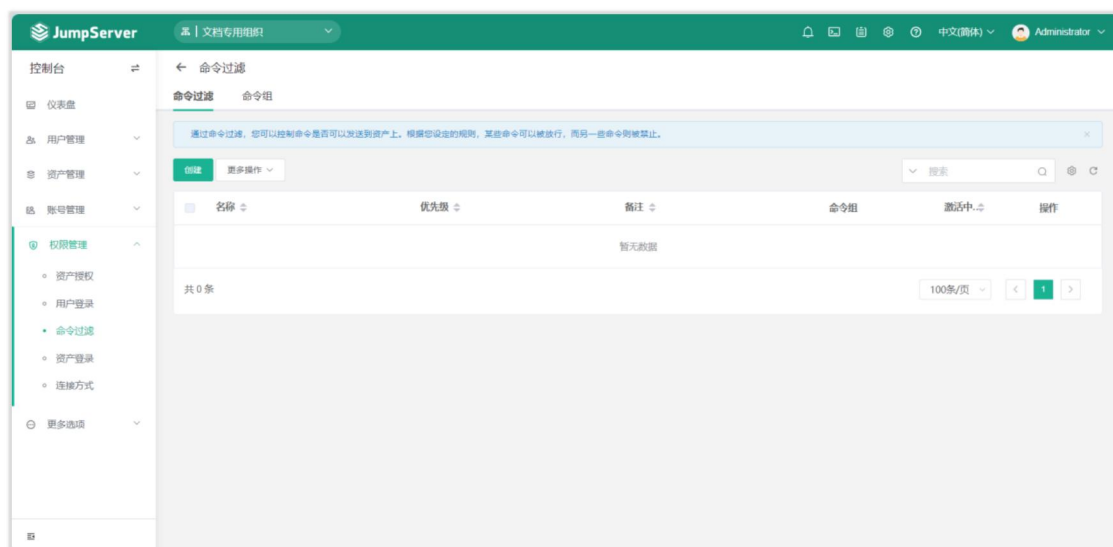 JumpServer
文档专用组织
中文(简体)
Administrator
控制台
命令过滤
仪表盘
命令过滤
命令组
用户管理
通过命令过滤，您可以控制命令是否可以发送到资产上。根据您设定的规则，某些命令可以被放行，而另一些命令则被禁止。
资产管理
创建
更多操作
搜索
账号管理
名称
优先级
备注
命令组
激活中..
操作
权限管理
暂无数据
资产授权
共 0 条
100条/页
1
用户登录
命令过滤
资产登录
连接方式
更多选项